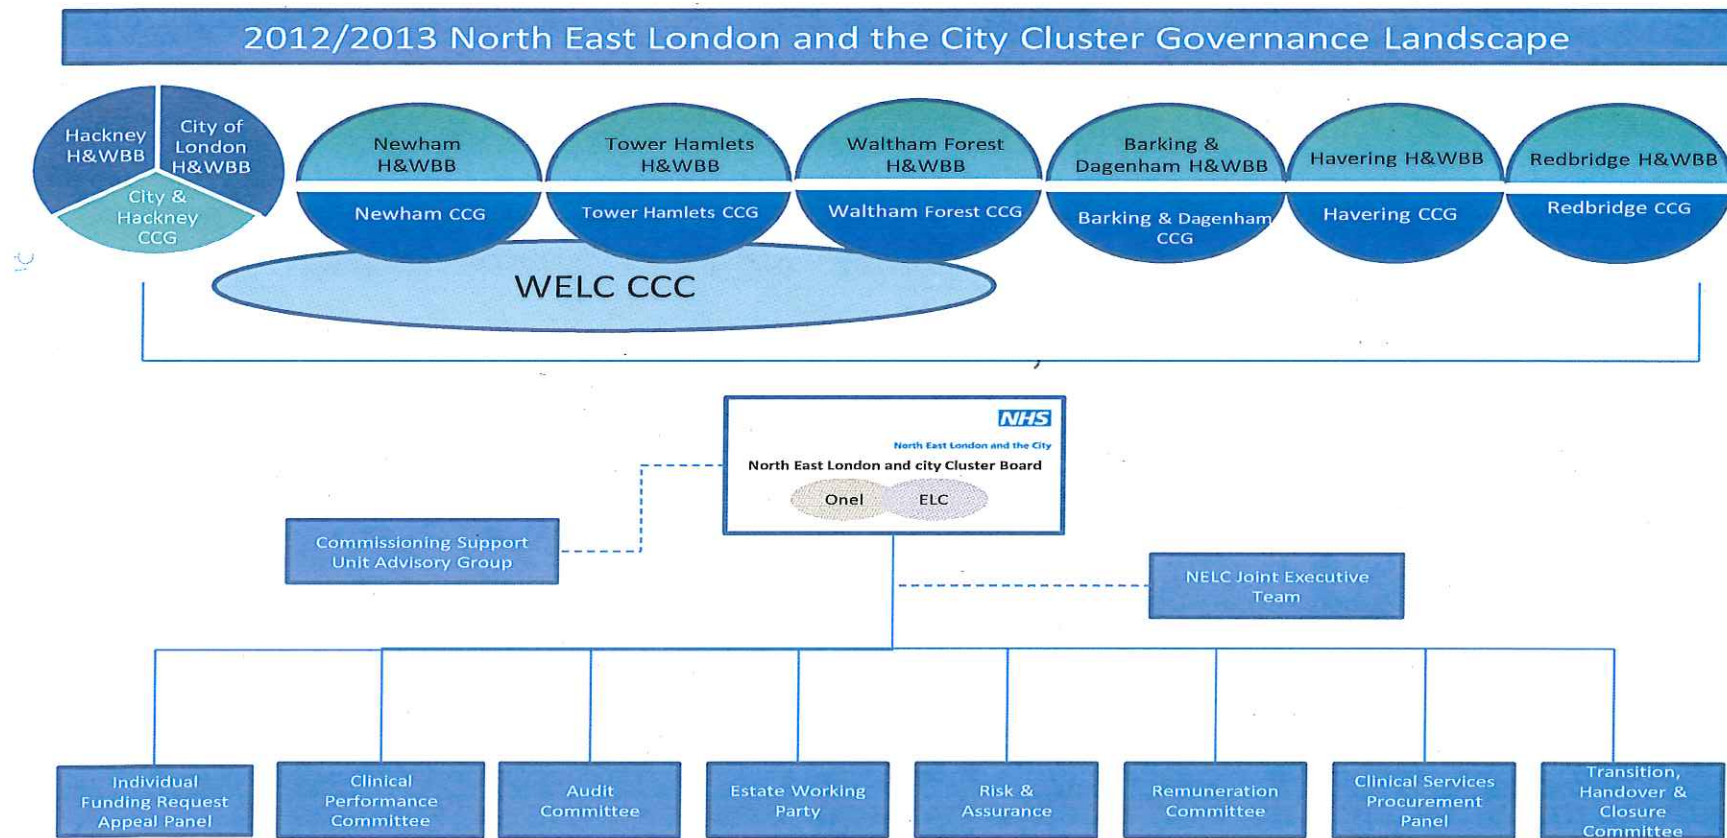 2012/2013 North East London and the City Cluster Governance Landscape
Hackney
H&WBB
City of
London
H&WBB
City &
Hackney
CCG
Newham
H&WBB
Newham CCG
Tower Hamlets
H&WBB
Tower Hamlets CCG
Waltham Forest
H&WBB
Waltham Forest CCG
Barking &
Dagenham H&WBB
Barking & Dagenham
CCG
Havering H&WBB
Havering CCG
Redbridge H&WBB
Redbridge CCG
WELC CCC
NHS
North East London and the City
North East London and city Cluster Board
Onel
ELC
Commissioning Support
Unit Advisory Group
NELC Joint Executive
Team
Individual
Funding Request
Appeal Panel
Clinical
Performance
Committee
Audit
Committee
Estate Working
Party
Risk &
Assurance
Remuneration
Committee
Clinical Services
Procurement
Panel
Transition,
Handover &
Closure
Committee